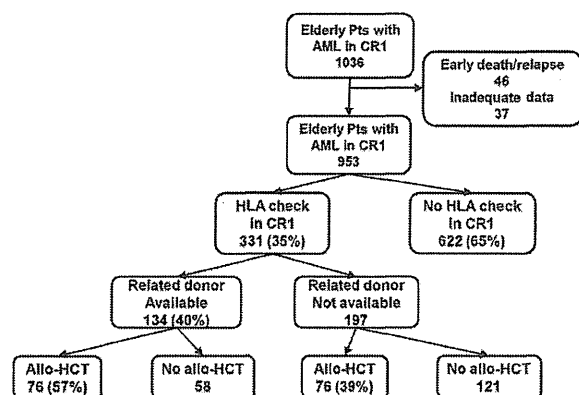 Elderly Pts with
AML in CR1
1036
Early death/relapse
46
Inadequate data
37
Elderly Pts with
AML in CR1
953
HLA check
in CR1
331 (35%)
No HLA check
in CR1
622 (65%)
Related donor
Available
134 (40%)
Related donor
Not available
197
Allo-HCT
76 (57%)
No allo-HCT
58
Allo-HCT
76 (39%)
No allo-HCT
121